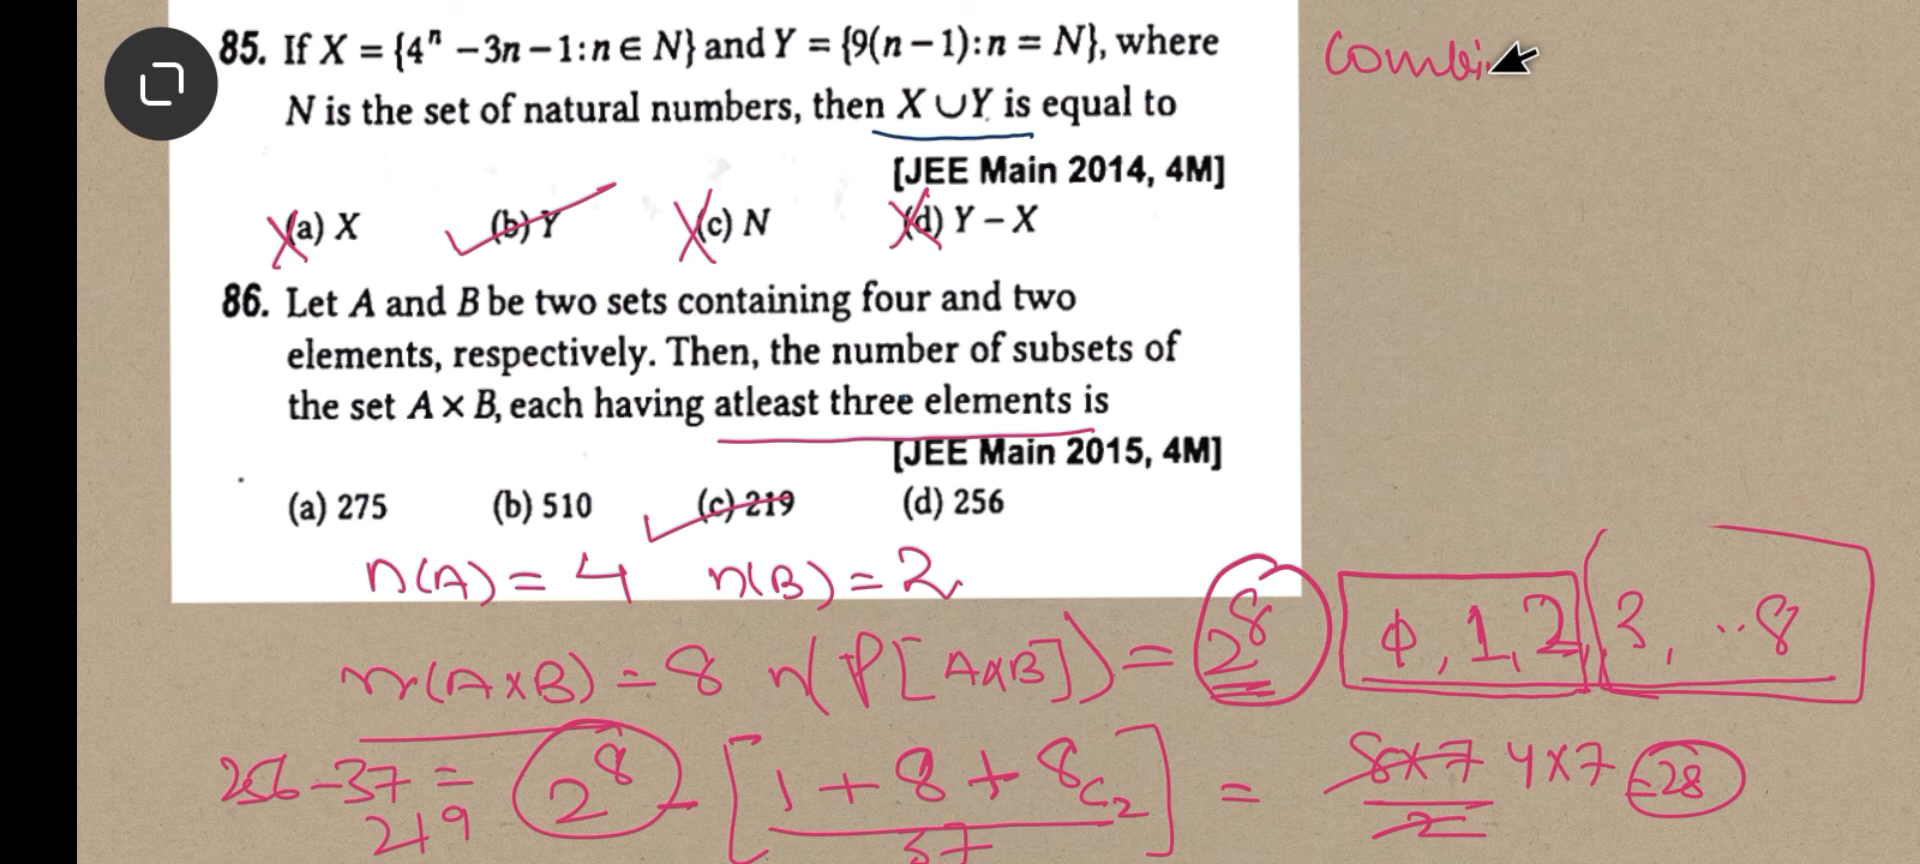 85. If X = {4ⁿ – 3n – 1 : n ∈ N} and Y = {9(n – 1) : n = N}, where
N is the set of natural numbers, then X ∪ Y is equal to
[JEE Main 2014, 4M]
(a) X (b) Y (c) N (d) Y – X
86. Let A and B be two sets containing four and two
elements, respectively. Then, the number of subsets of
the set A × B, each having atleast three elements is
[JEE Main 2015, 4M]
(a) 275 (b) 510 (c) 219 (d) 256
Combi
n(A) = 4 n(B) = 2
n(A×B) = 8 n(P[A×B]) = 2⁸ ϕ, 1, 2, 3, ..8
256-37 = 2⁸ - [1 + 8 + 8c₂] = 8×7 4×7 =28
219 37 2